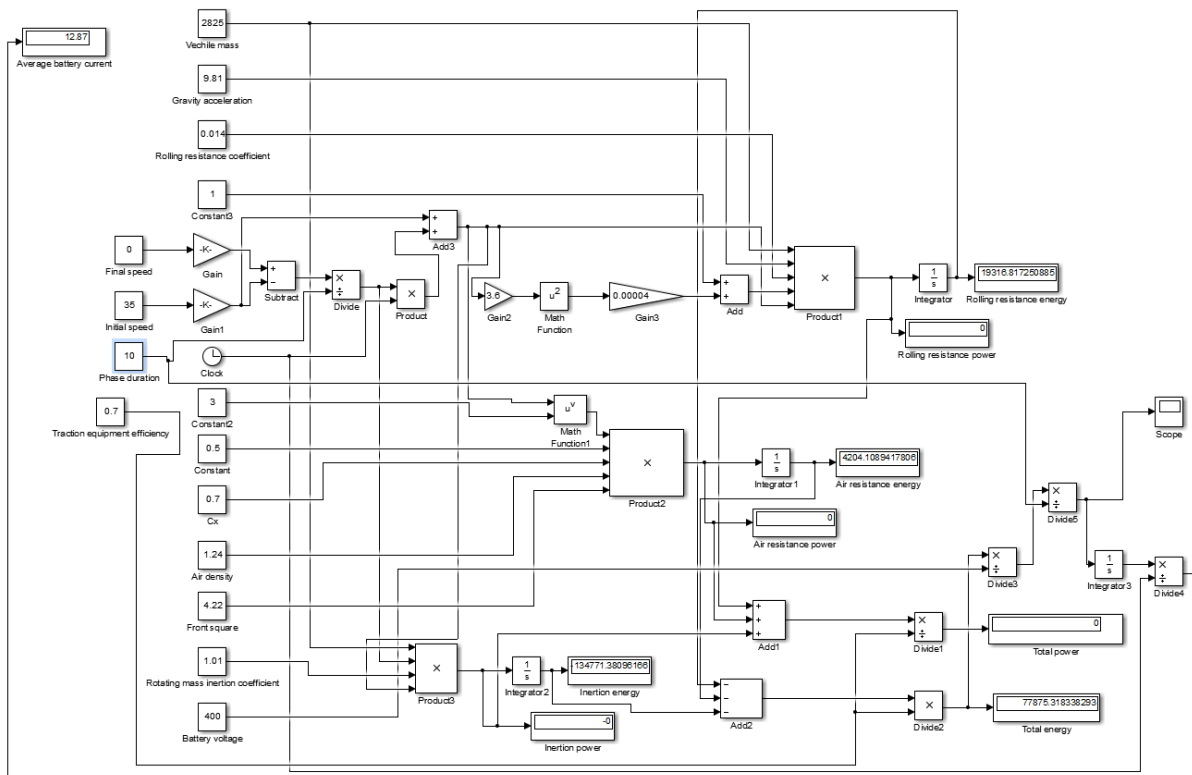 12.87
Average battery current
2825
Vechile mass
9.81
Gravity acceleration
0.014
Rolling resistance coefficient
1
Constant3
0
Final speed
-K-
Gain
+
−
Subtract
35
Initial speed
-K-
Gain1
×
÷
Divide
×
Product
+
+
Add3
3.6
Gain2
u²
Math
Function
0.00004
Gain3
+
+
Add
×
Product1
1
s
Integrator
19316.817250885
Rolling resistance energy
0
Rolling resistance power
10
Phase duration
Clock
0.7
Traction equipment efficiency
3
Constant2
u^v
Math
Function1
0.5
Constant
0.7
Cx
1.24
Air density
4.22
Front square
×
Product2
1
s
Integrator1
4204.1089417806
Air resistance energy
0
Air resistance power
Scope
×
÷
Divide5
×
÷
Divide3
1
s
Integrator3
×
÷
Divide4
1.01
Rotating mass inertion coefficient
400
Battery voltage
×
Product3
1
s
Integrator2
-134771.38096166
Inertion energy
-0
Inertion power
+
+
+
Add1
×
÷
Divide1
0
Total power
−
−
−
Add2
×
Divide2
77875.318338293
Total energy